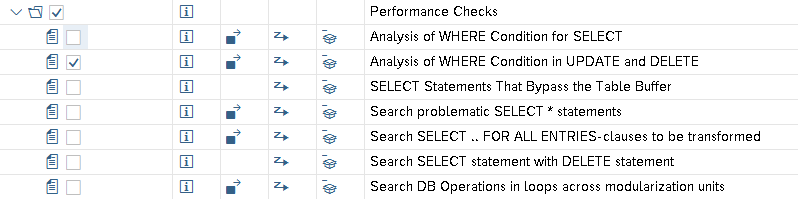 Performance Checks
Analysis of WHERE Condition for SELECT
Analysis of WHERE Condition in UPDATE and DELETE
SELECT Statements That Bypass the Table Buffer
Search problematic SELECT * statements
Search SELECT .. FOR ALL ENTRIES-clauses to be transformed
Search SELECT statement with DELETE statement
Search DB Operations in loops across modularization units